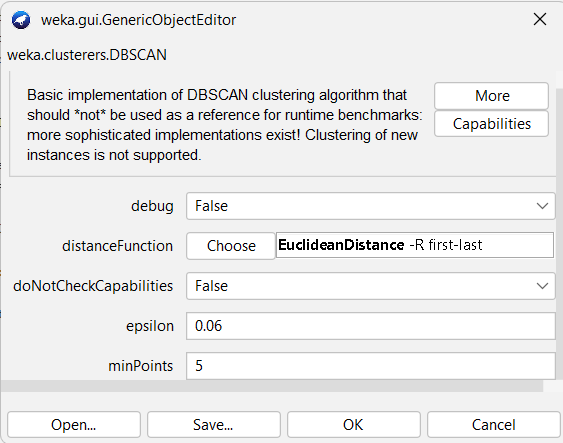 weka.gui.GenericObjectEditor
weka.clusterers.DBSCAN
Basic implementation of DBSCAN clustering algorithm that
should *not* be used as a reference for runtime benchmarks:
more sophisticated implementations exist! Clustering of new
instances is not supported.
More
Capabilities
debug False
distanceFunction Choose EuclideanDistance -R first-last
doNotCheckCapabilities False
epsilon 0.06
minPoints 5
Open... Save... OK Cancel